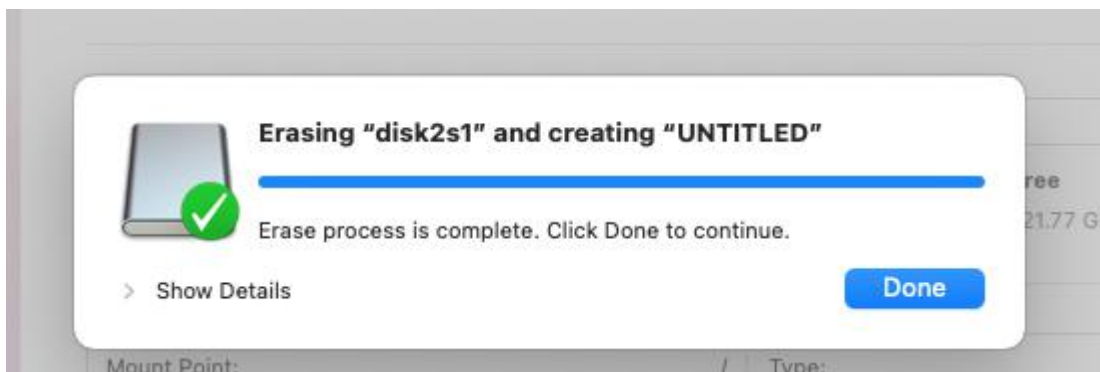 Erasing “disk2s1” and creating “UNTITLED”
ree
Erase process is complete. Click Done to continue.
21.77 G
Show Details
Done
Mount Point:
/
Type: